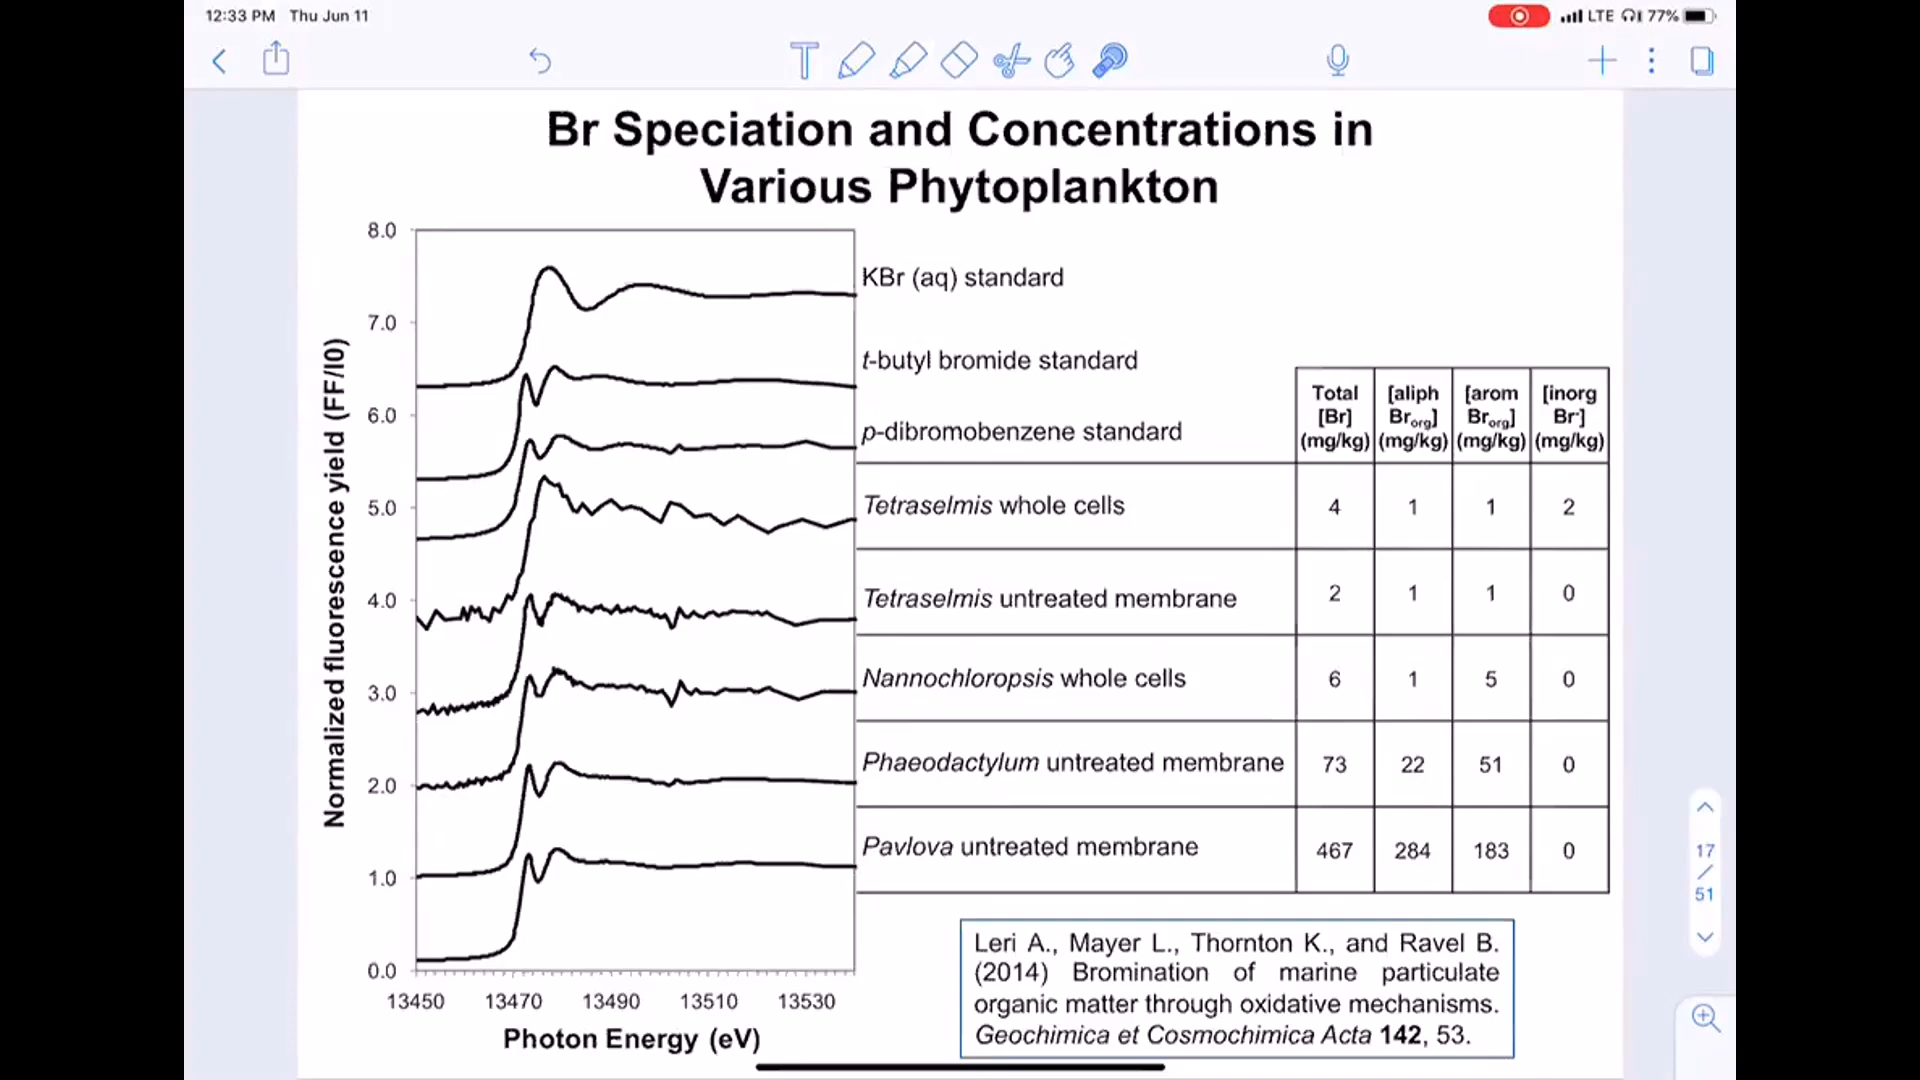 12:33 PM Thu Jun 11
LTE 77%
Br Speciation and Concentrations in
Various Phytoplankton
8.0
7.0
6.0
5.0
4.0
3.0
2.0
1.0
0.0
Normalized fluorescence yield (FF/I0)
13450 13470 13490 13510 13530
Photon Energy (eV)
KBr (aq) standard
t-butyl bromide standard
p-dibromobenzene standard
Total [Br] (mg/kg)
[aliph Brorg] (mg/kg)
[arom Brorg] (mg/kg)
[inorg Br-] (mg/kg)
Tetraselmis whole cells 4 1 1 2
Tetraselmis untreated membrane 2 1 1 0
Nannochloropsis whole cells 6 1 5 0
Phaeodactylum untreated membrane 73 22 51 0
Pavlova untreated membrane 467 284 183 0
Leri A., Mayer L., Thornton K., and Ravel B.
(2014) Bromination of marine particulate
organic matter through oxidative mechanisms.
Geochimica et Cosmochimica Acta 142, 53.
17
/
51